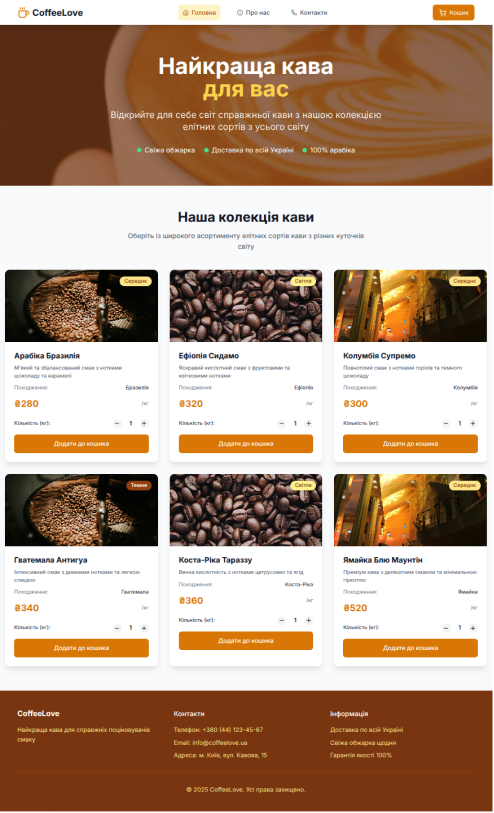 CoffeeLove
Головна
Про нас
Контакти
Кошик
Найкраща кава
для вас
Відкрийте для себе світ справжньої кави з нашою колекцією
елітних сортів з усього світу
Свіжа обжарка
Доставка по всій Україні
100% арабіка
Наша колекція кави
Оберіть із широкого асортименту елітних сортів кави з різних куточків
світу
Середнє
Арабіка Бразилія
М'який та збалансований смак з нотками
шоколаду та карамелі
Походження: Бразилія
₴280 /кг
Кількість (кг): − 1 +
Додати до кошика
Світле
Ефіопія Сидамо
Яскравий кислотний смак з фруктовими та
квітковими нотками
Походження: Ефіопія
₴320 /кг
Кількість (кг): − 1 +
Додати до кошика
Середнє
Колумбія Супремо
Повнотілий смак з нотками горіхів та темного
шоколаду
Походження: Колумбія
₴300 /кг
Кількість (кг): − 1 +
Додати до кошика
Темне
Гватемала Антигуа
Інтенсивний смак з димними нотками та легкою
спецією
Походження: Гватемала
₴340 /кг
Кількість (кг): − 1 +
Додати до кошика
Світле
Коста-Ріка Тараззу
Винна кислотність з нотками цитрусових та ягід
Походження: Коста-Ріка
₴360 /кг
Кількість (кг): − 1 +
Додати до кошика
Середнє
Ямайка Блю Маунтін
Преміум кава з делікатним смаком та мінімальною
гіркотою
Походження: Ямайка
₴520 /кг
Кількість (кг): − 1 +
Додати до кошика
CoffeeLove
Найкраща кава для справжніх поціновувачів
смаку
Контакти
Телефон: +380 (44) 123-45-67
Email: info@coffeelove.ua
Адреса: м. Київ, вул. Кавова, 15
Інформація
Доставка по всій Україні
Свіжа обжарка щодня
Гарантія якості 100%
© 2025 CoffeeLove. Усі права захищено.